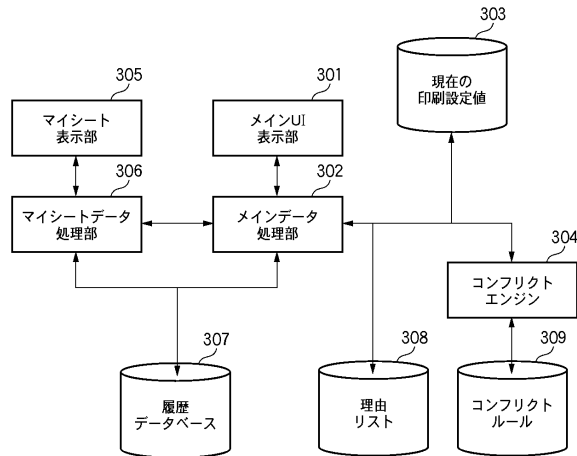 303
現在の
印刷設定値
305
マイシート
表示部
301
メインUI
表示部
306
マイシートデータ
処理部
302
メインデータ
処理部
304
コンフリクト
エンジン
307
履歴
データベース
308
理由
リスト
309
コンフリクト
ルール